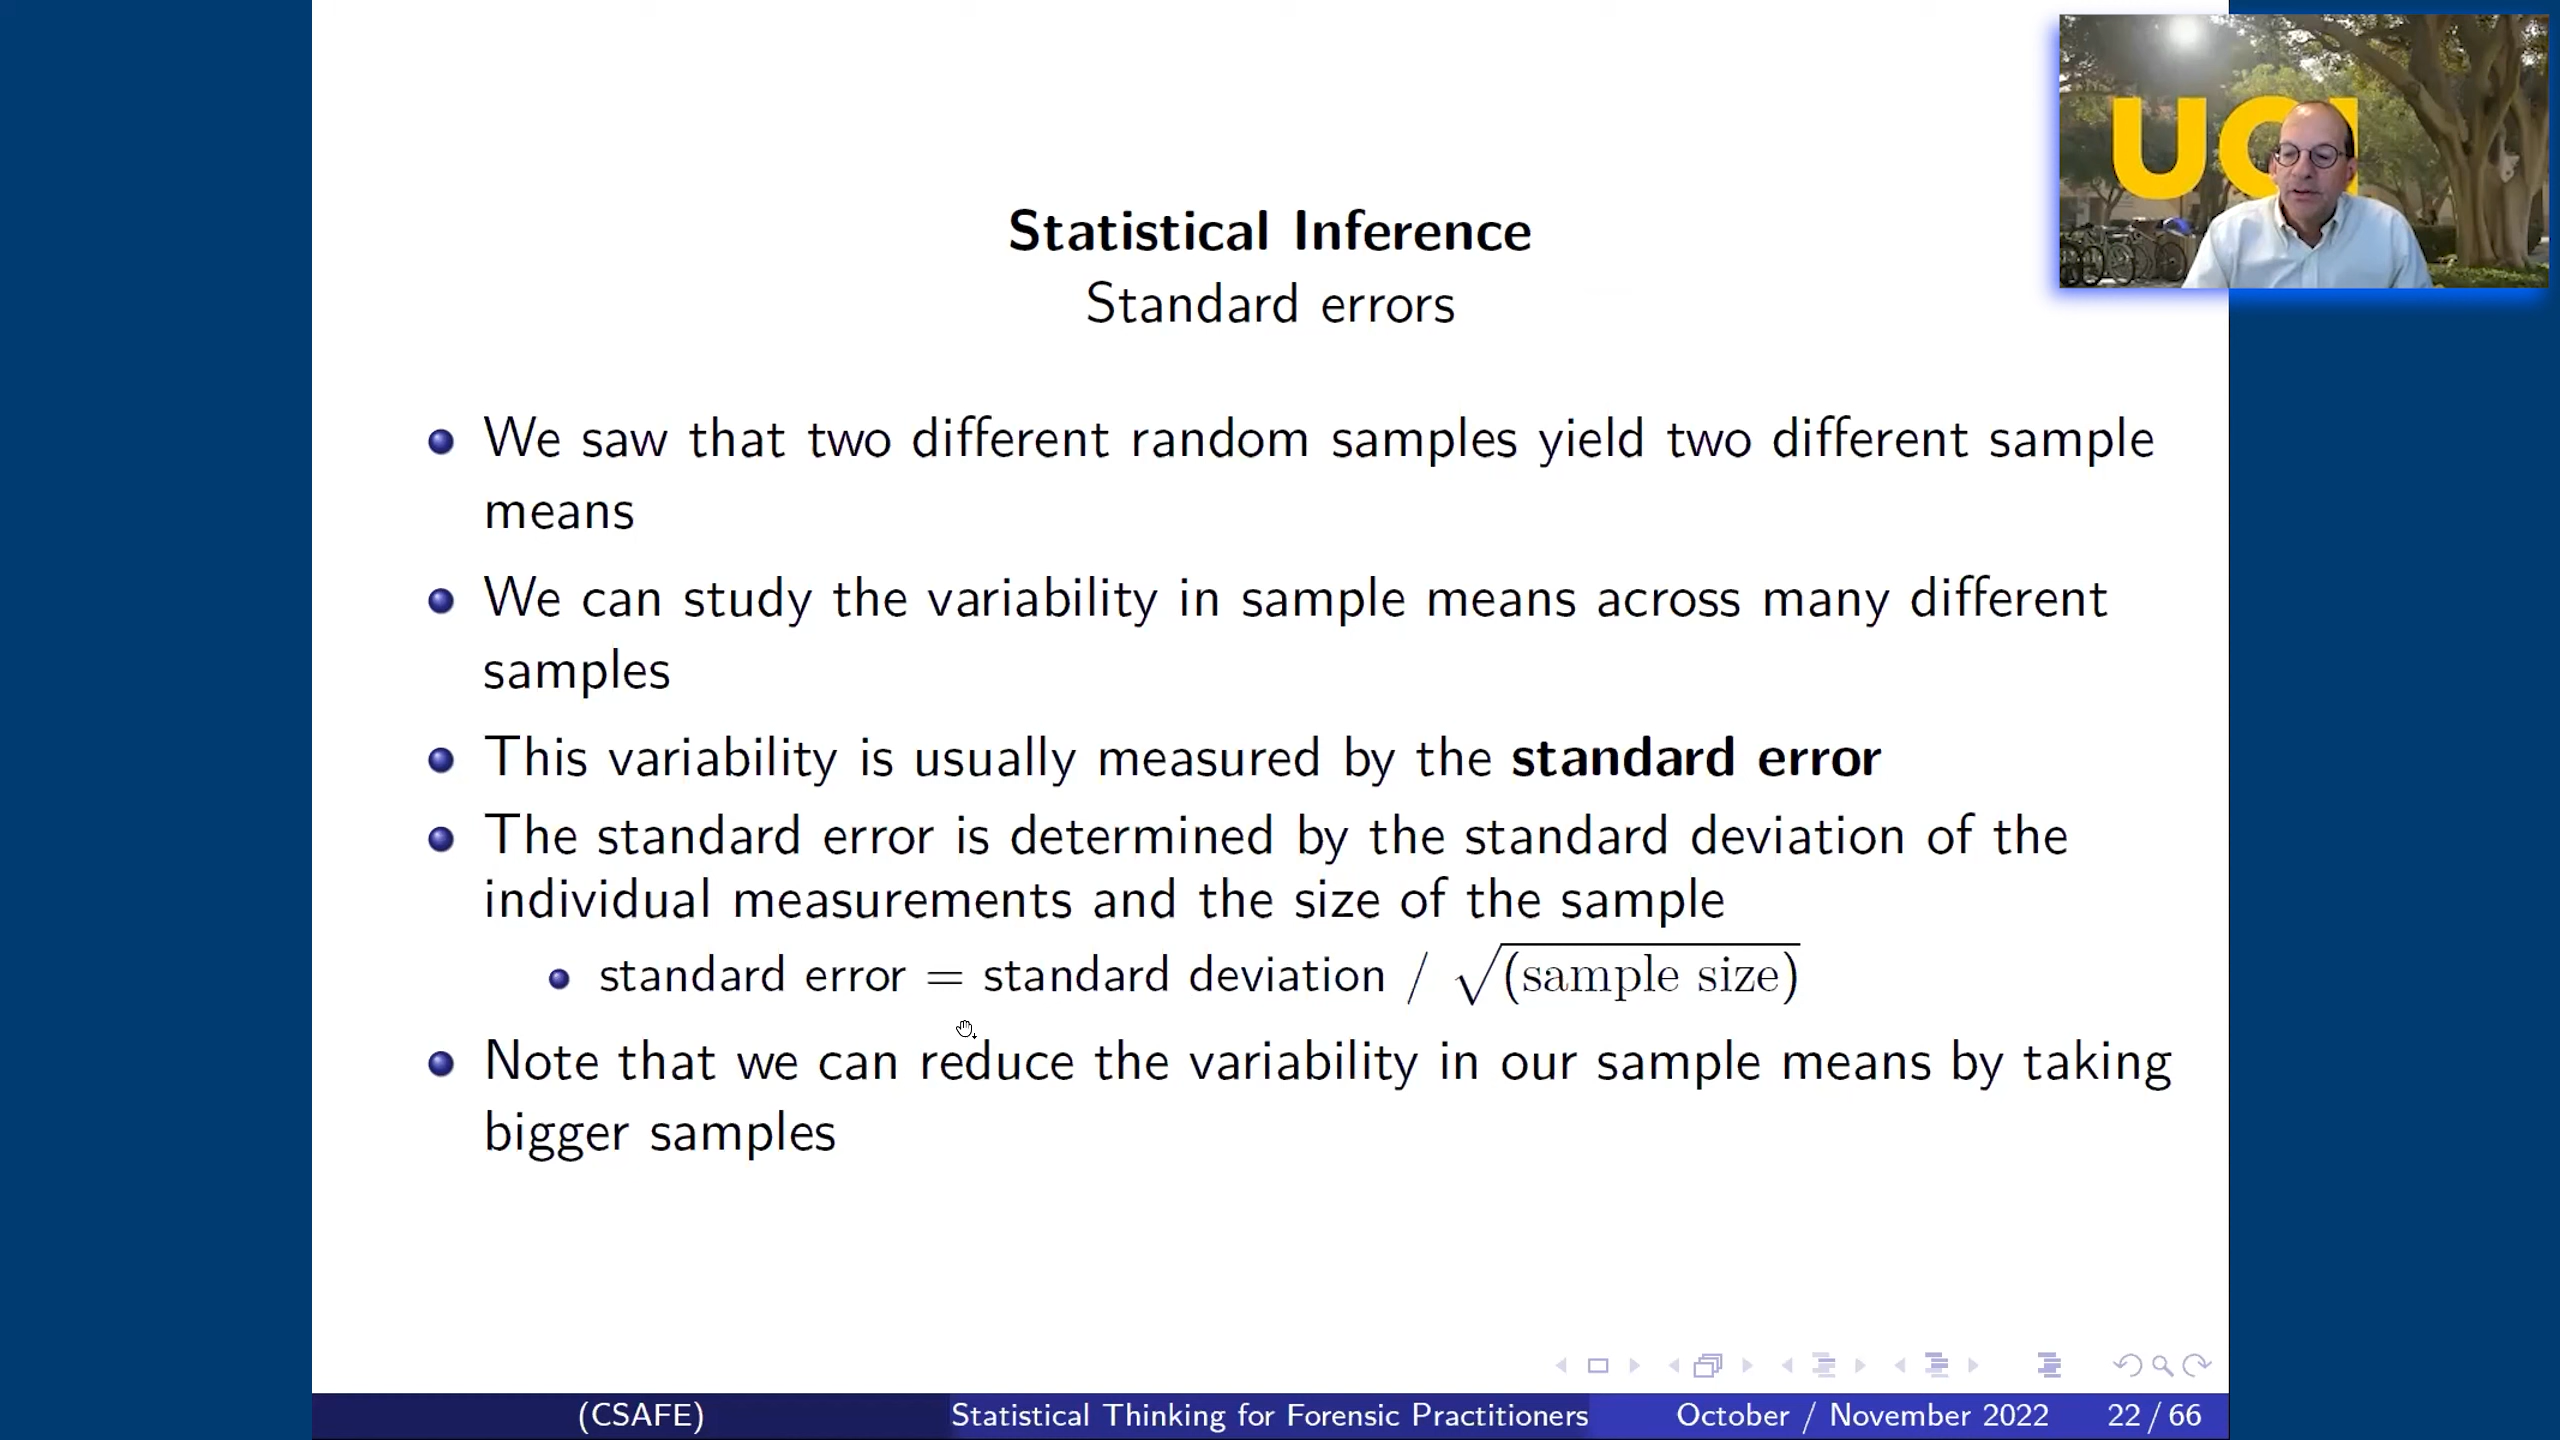 UCI
Statistical Inference
Standard errors
We saw that two different random samples yield two different sample
means
We can study the variability in sample means across many different
samples
This variability is usually measured by the standard error
The standard error is determined by the standard deviation of the
individual measurements and the size of the sample
standard error = standard deviation / √(sample size)
Note that we can reduce the variability in our sample means by taking
bigger samples
(CSAFE) Statistical Thinking for Forensic Practitioners October / November 2022 22 / 66